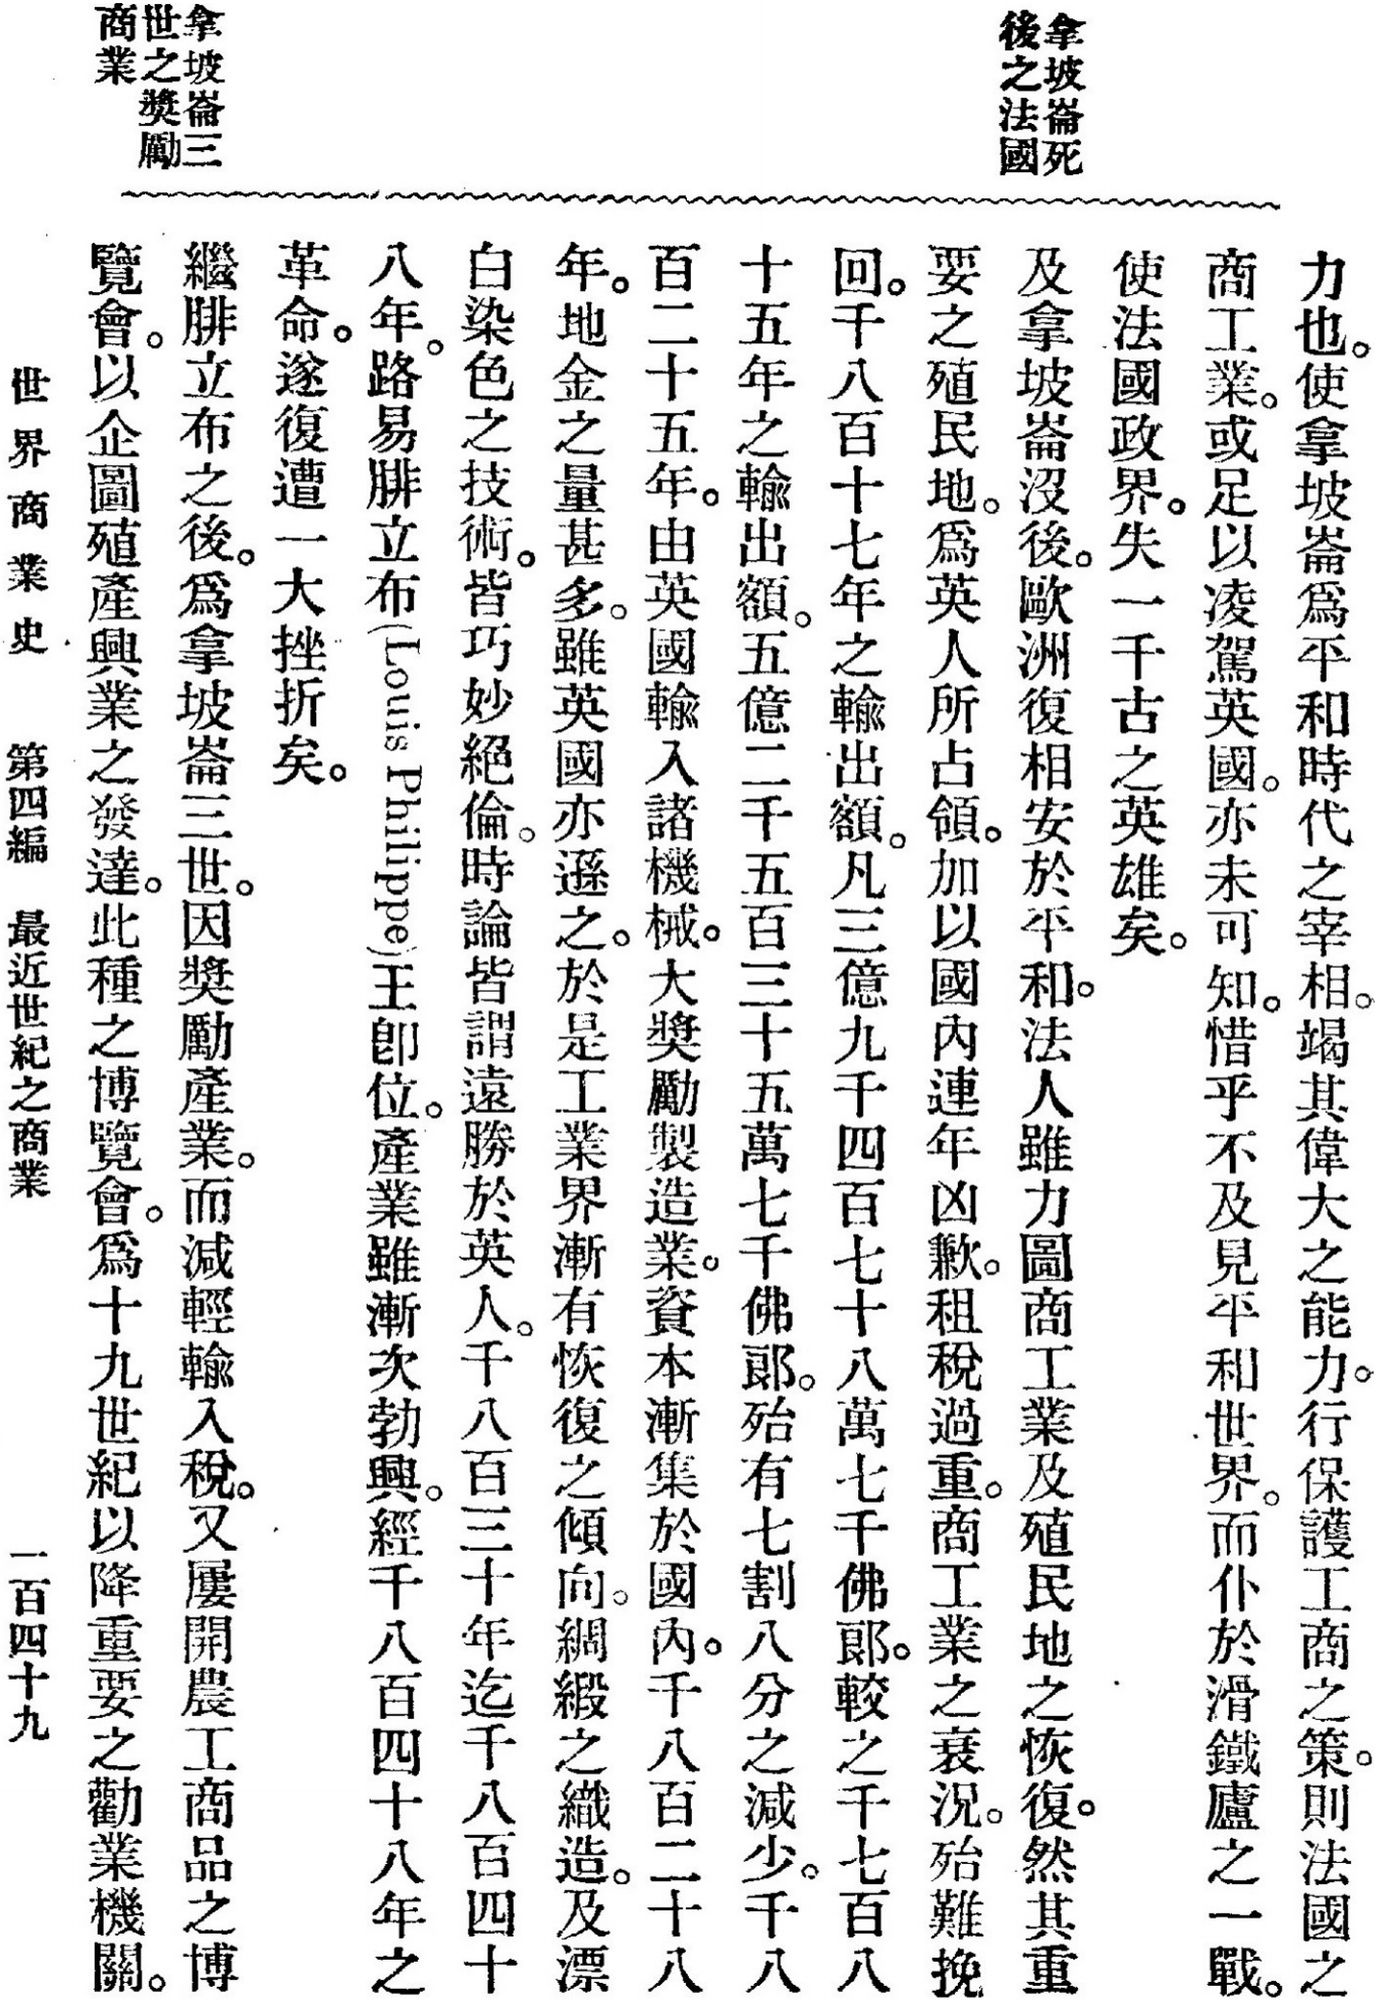 拿坡崙死
後之法國
拿坡崙三
世之獎勵
商業
力也。使拿坡崙爲平和時代之宰相。竭其偉大之能力。行保護工商之策。則法國之
商工業。或足以凌駕英國。亦未可知。惜乎不及見平和世界。而仆於滑鐵廬之一戰。
使法國政界。失一千古之英雄矣。
及拿坡崙沒後。歐洲復相安於平和。法人雖力圖商工業及殖民地之恢復。然其重
要之殖民地。爲英人所占領。加以國內連年凶歉。租稅過重。商工業之衰況。殆難挽
回。千八百十七年之輸出額。凡三億九千四百七十八萬七千佛郞。較之千七百八
十五年之輸出額。五億二千五百三十五萬七千佛郞。殆有七割八分之減少。千八
百二十五年。由英國輸入諸機械。大獎勵製造業。資本漸集於國內。千八百二十八
年。地金之量甚多。雖英國亦遜之。於是工業界漸有恢復之傾向。綢緞之織造。及漂
白染色之技術。皆巧妙絕倫。時論皆謂遠勝於英人。千八百三十年迄千八百四十
八年。路易腓立布(Louis Philippe)王卽位。產業雖漸次勃興。經千八百四十八年之
革命。遂復遭一大挫折矣。
繼腓立布之後。爲拿坡崙三世。因獎勵產業。而減輕輸入稅。又屢開農工商品之博
覽會。以企圖殖產興業之發達。此種之博覽會。爲十九世紀以降重要之勸業機關。
世界商業史 第四編 最近世紀之商業 一百四十九